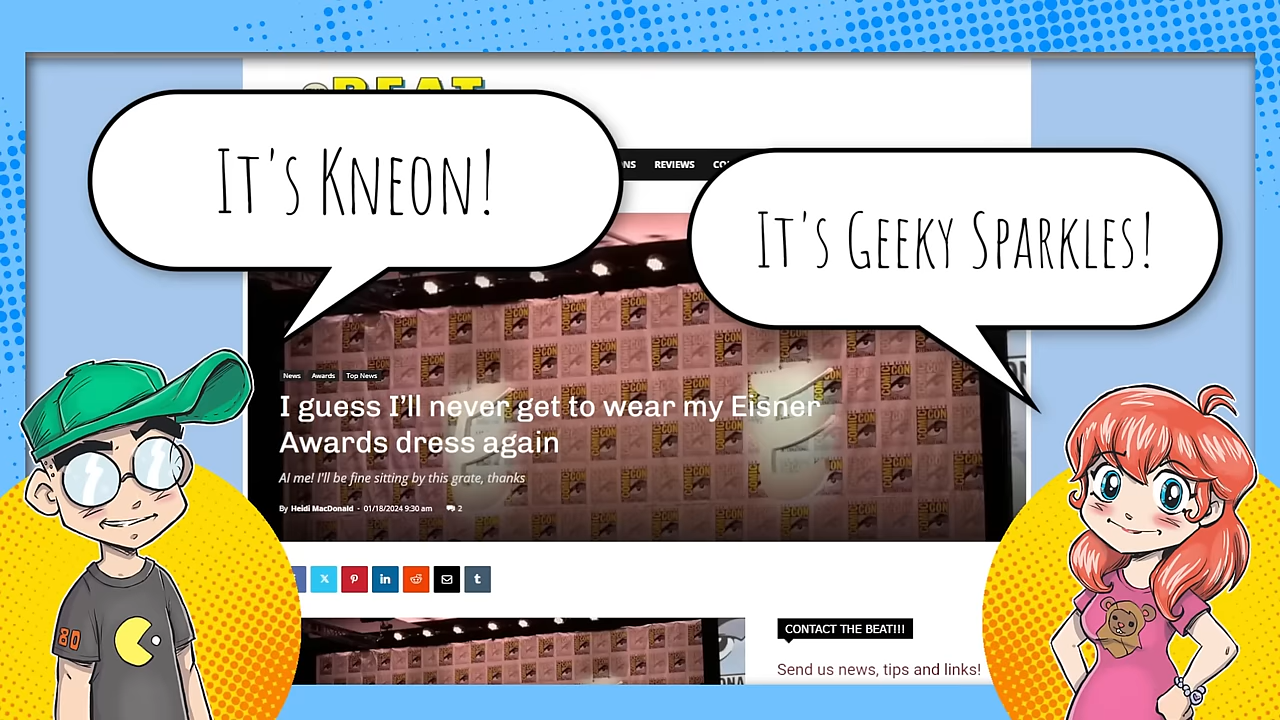 BEAT
It's Kneon!
REVIEWS
It's Geeky Sparkles!
News Awards Top News
I guess I'll never get to wear my Eisner
Awards dress again
AI me! I'll be fine sitting by this grate, thanks
By Heidi MacDonald - 01/18/2024 9:30 am 2
80
CONTACT THE BEAT!!!
Send us news, tips and links!